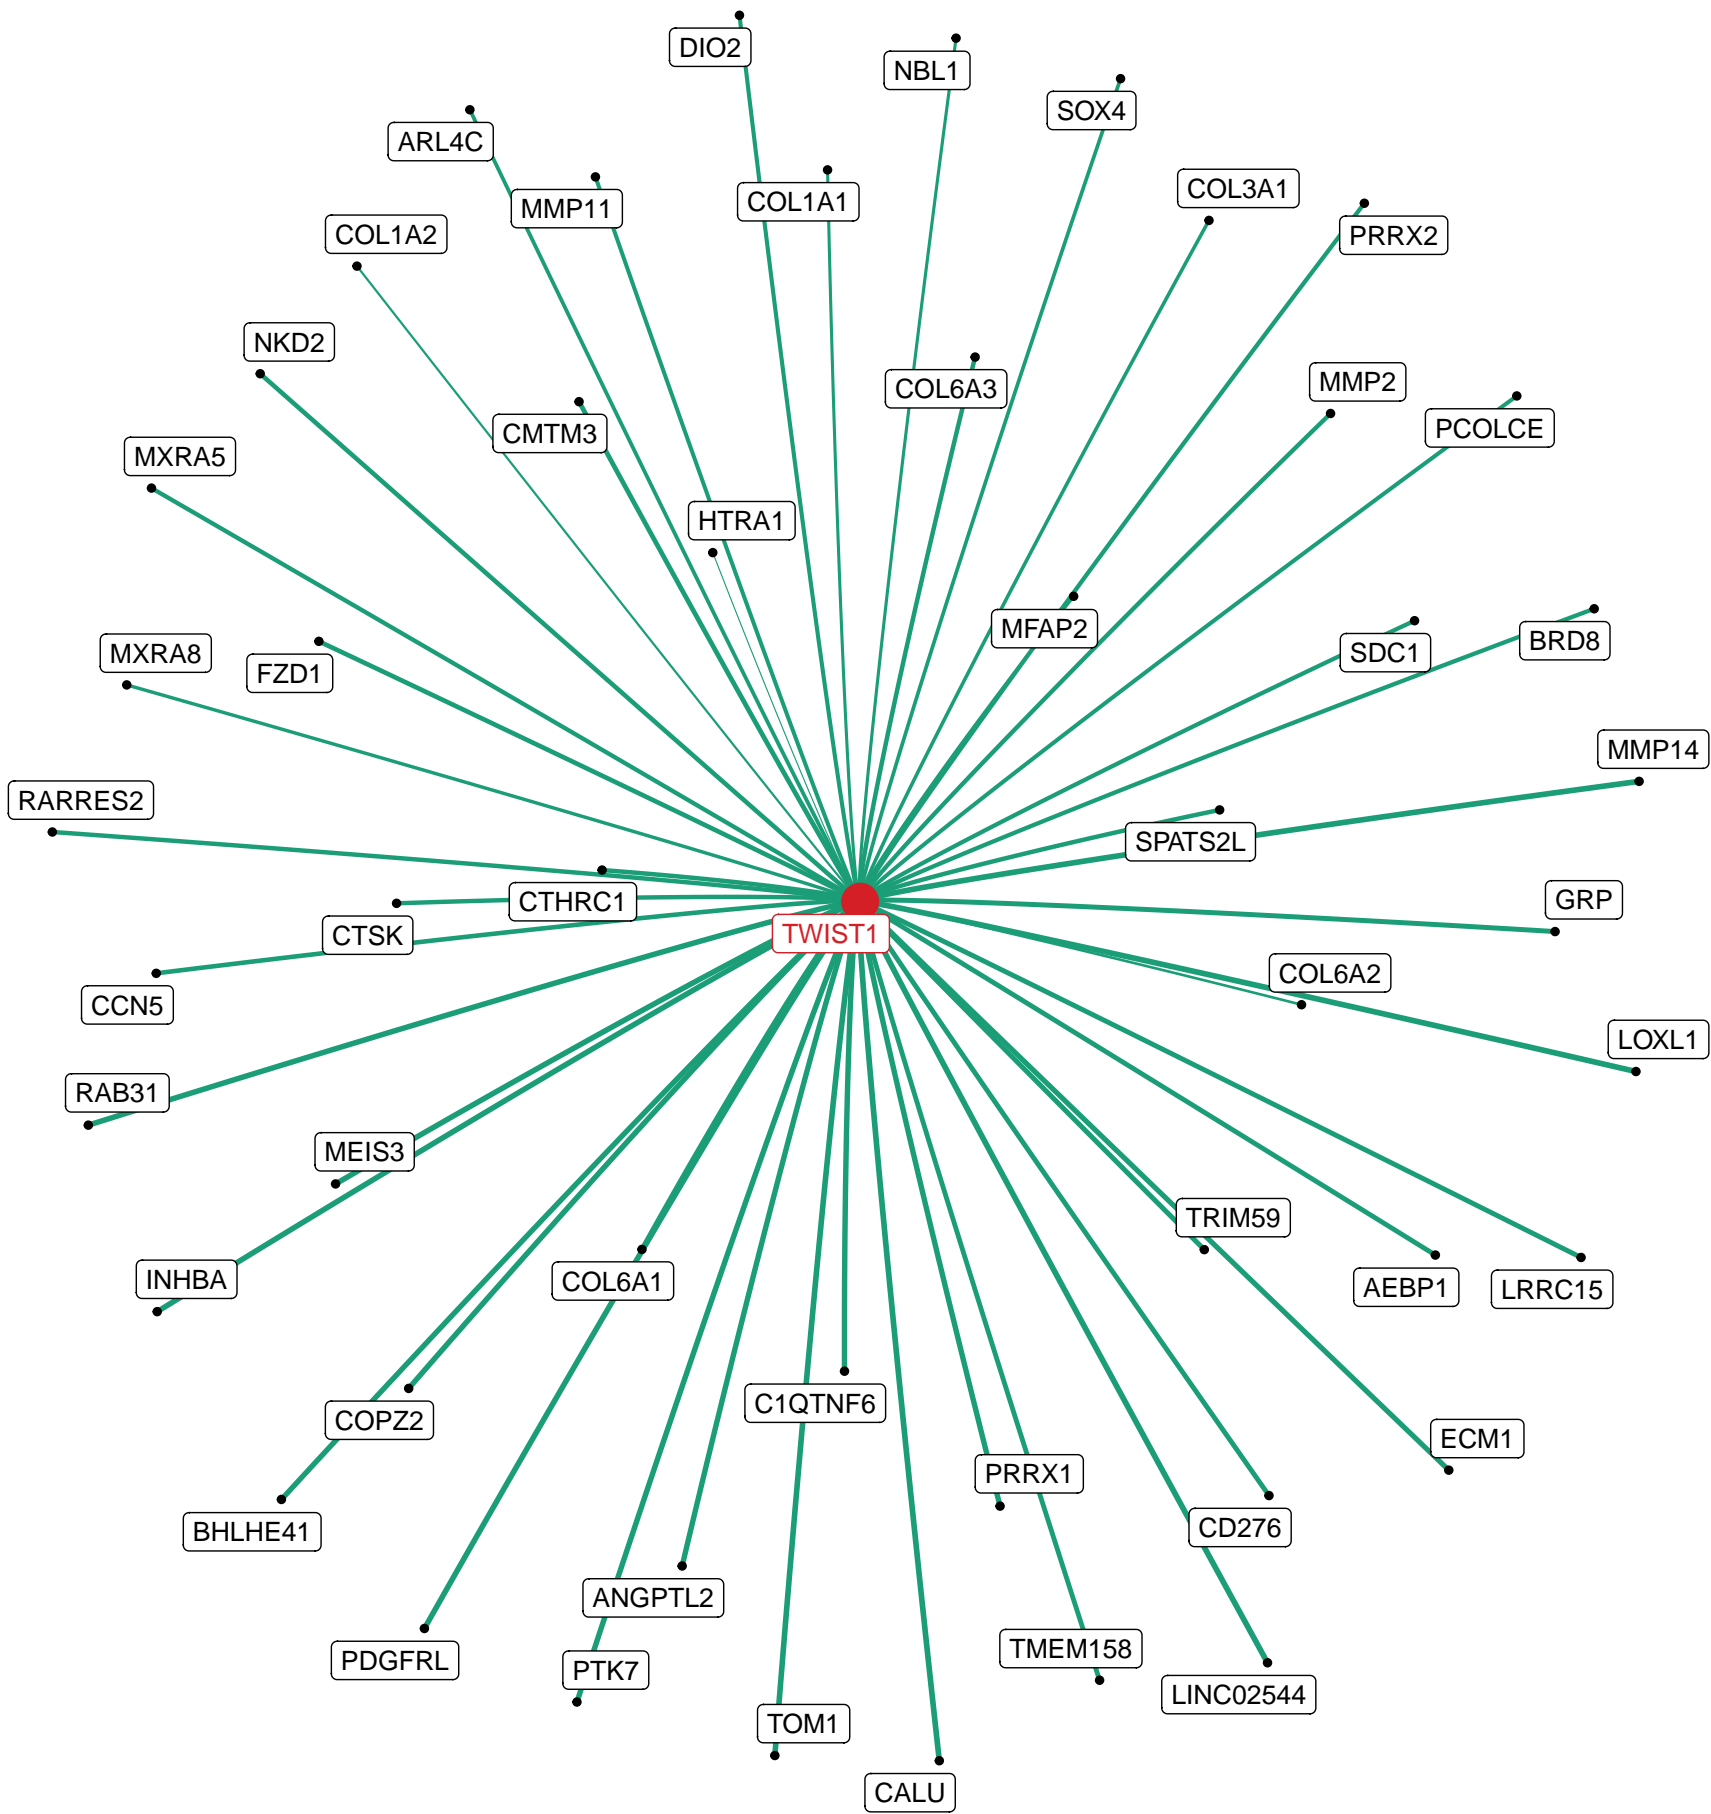 DIO2
NBL1
SOX4
ARL4C
COL3A1
COL1A1
MMP11
COL1A2
PRRX2
NKD2
MMP2
COL6A3
PCOLCE
CMTM3
MXRA5
HTRA1
MFAP2
BRD8
MXRA8
SDC1
FZD1
MMP14
RARRES2
SPATS2L
GRP
CTHRC1
TWIST1
CTSK
COL6A2
CCN5
LOXL1
RAB31
MEIS3
TRIM59
INHBA
COL6A1
AEBP1
LRRC15
C1QTNF6
COPZ2
ECM1
PRRX1
CD276
BHLHE41
ANGPTL2
TMEM158
PDGFRL
PTK7
LINC02544
TOM1
CALU